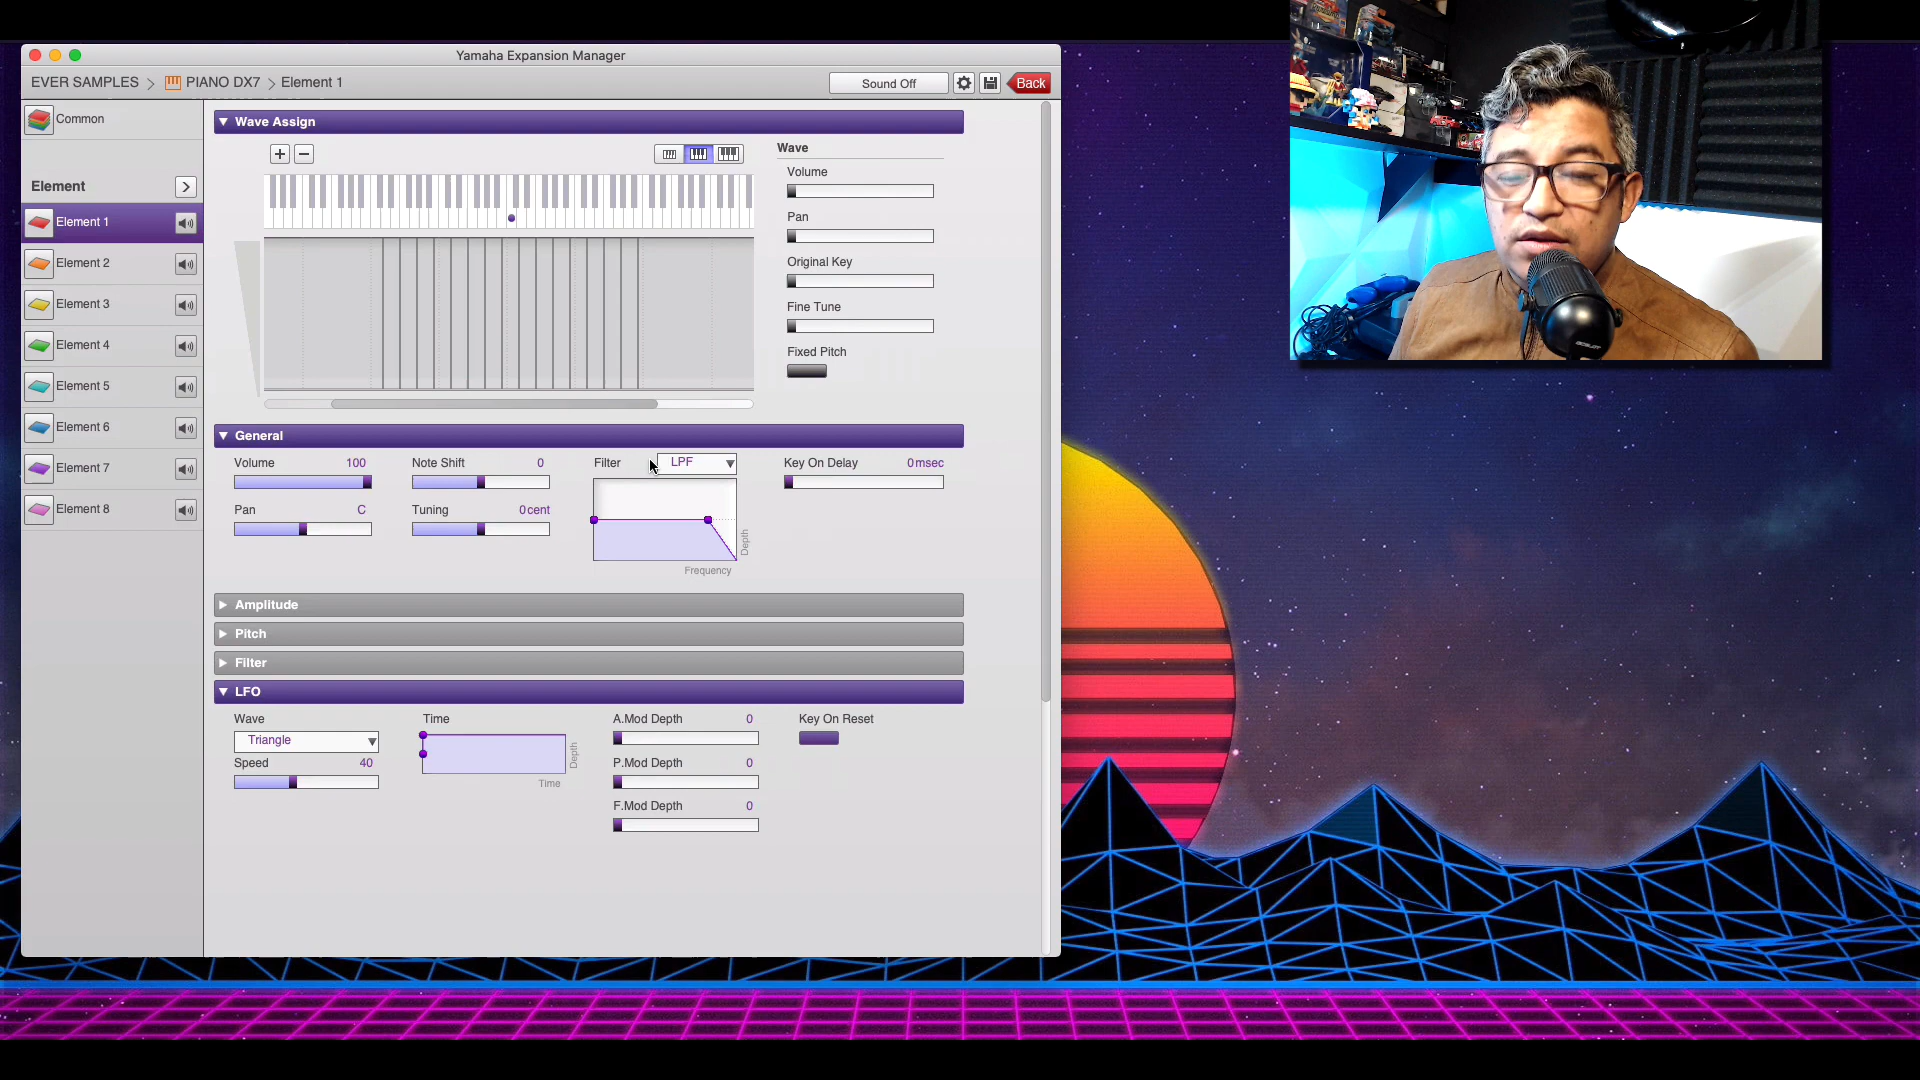 Yamaha Expansion Manager
EVER SAMPLES
PIANO DX7
Element 1
Sound Off
Back
Common
Element
Element 1
Element 2
Element 3
Element 4
Element 5
Element 6
Element 7
Element 8
Wave Assign
Wave
Volume
Pan
Original Key
Fine Tune
Fixed Pitch
General
Volume 100
Pan C
Note Shift 0
Tuning 0cent
Filter LPF
Depth
Frequency
Key On Delay 0msec
Amplitude
Pitch
Filter
LFO
Wave
Triangle
Speed 40
Time
Depth
Time
A.Mod Depth 0
P.Mod Depth 0
F.Mod Depth 0
Key On Reset